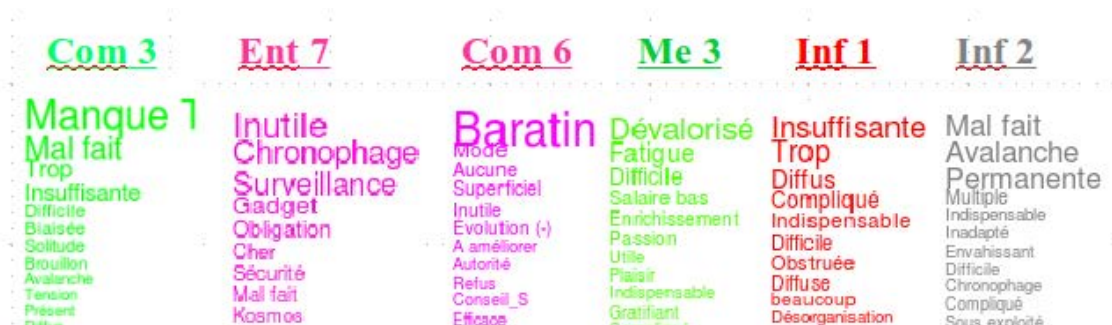 Com 3
Ent 7
Com 6
Me 3
Inf 1
Inf 2
Manque T
Mal fait
Trop
Insuffisante
Difficile
Biaisée
Solitude
Brouillon
Avalanche
Tension
Présent
Inutile
Chronophage
Surveillance
Gadget
Obligation
Cher
Sécurité
Mal fait
Kosmos
Baratin
Mode
Aucune
Superficiel
Inutile
Evolution (-)
A améliorer
Autorité
Refus
Conseil_S
Efficace
Dévalorisé
Fatigue
Difficile
Salaire bas
Enrichissement
Passion
Utile
Plaisir
Indispensable
Gratifiant
Insuffisante
Trop
Diffus
Compliqué
Indispensable
Difficile
Obstruée
Diffuse
beaucoup
Désorganisation
Mal fait
Avalanche
Permanente
Multiple
Indispensable
Inadapté
Envahissant
Difficile
Chronophage
Compliqué
Sous exploité